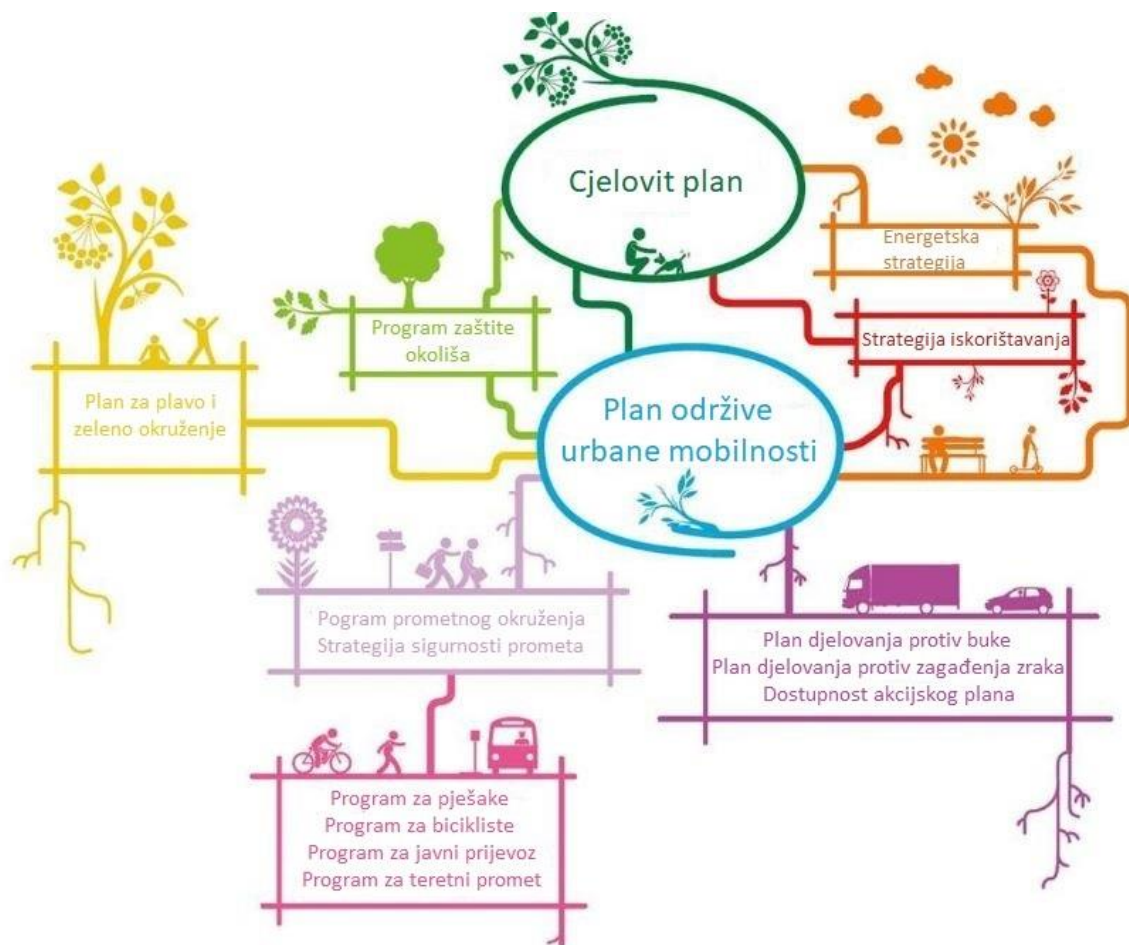 Cjelovit plan
Energetska
strategija
Program zaštite
okoliša
Strategija iskorištavanja
Plan za plavo i
zeleno okruženje
Plan održive
urbane mobilnosti
Pogram prometnog okruženja
Strategija sigurnosti prometa
Plan djelovanja protiv buke
Plan djelovanja protiv zagađenja zraka
Dostupnost akcijskog plana
Program za pješake
Program za bicikliste
Program za javni prijevoz
Program za teretni promet